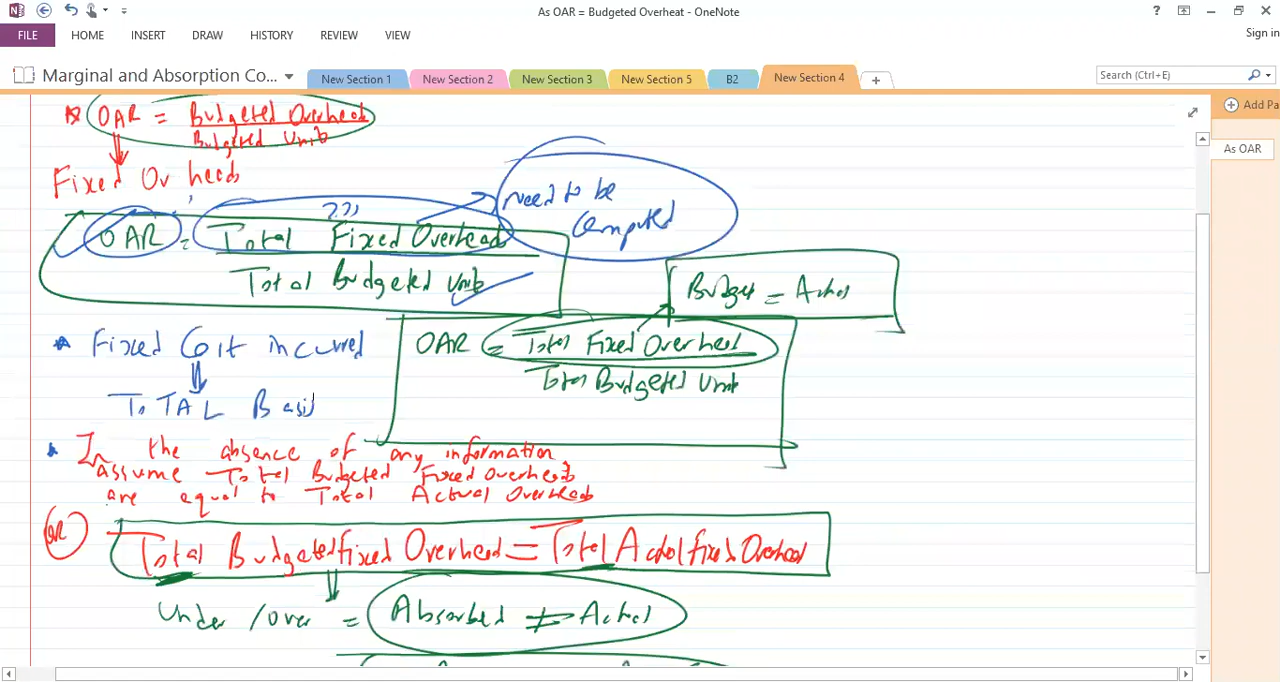 As OAR = Budgeted Overheat - OneNote
FILE HOME INSERT DRAW HISTORY REVIEW VIEW
Sign in
Marginal and Absorption Co...
New Section 1 New Section 2 New Section 3 New Section 5 B2 New Section 4
Search (Ctrl+E)
Add Pa
As OAR
OAR = Budgeted Overhead
Budgeted Unit
Fixed Ov heads
???
need to be
Computed
OAR = Total Fixed Overheads
Total Budgeted Unit
Budget = Actual
Fixed Cost incurred
TOTAL Basis
OAR = Total Fixed Overhead
Total Budgeted Unit
In the absence of any information
assume Total Budgeted Fixed Overheads
are equal to Total Actual Overheads
OR
Total Budgeted fixed Overhead = Total Actual fixed Overhead
Under / over = Absorbed ≠ Actual